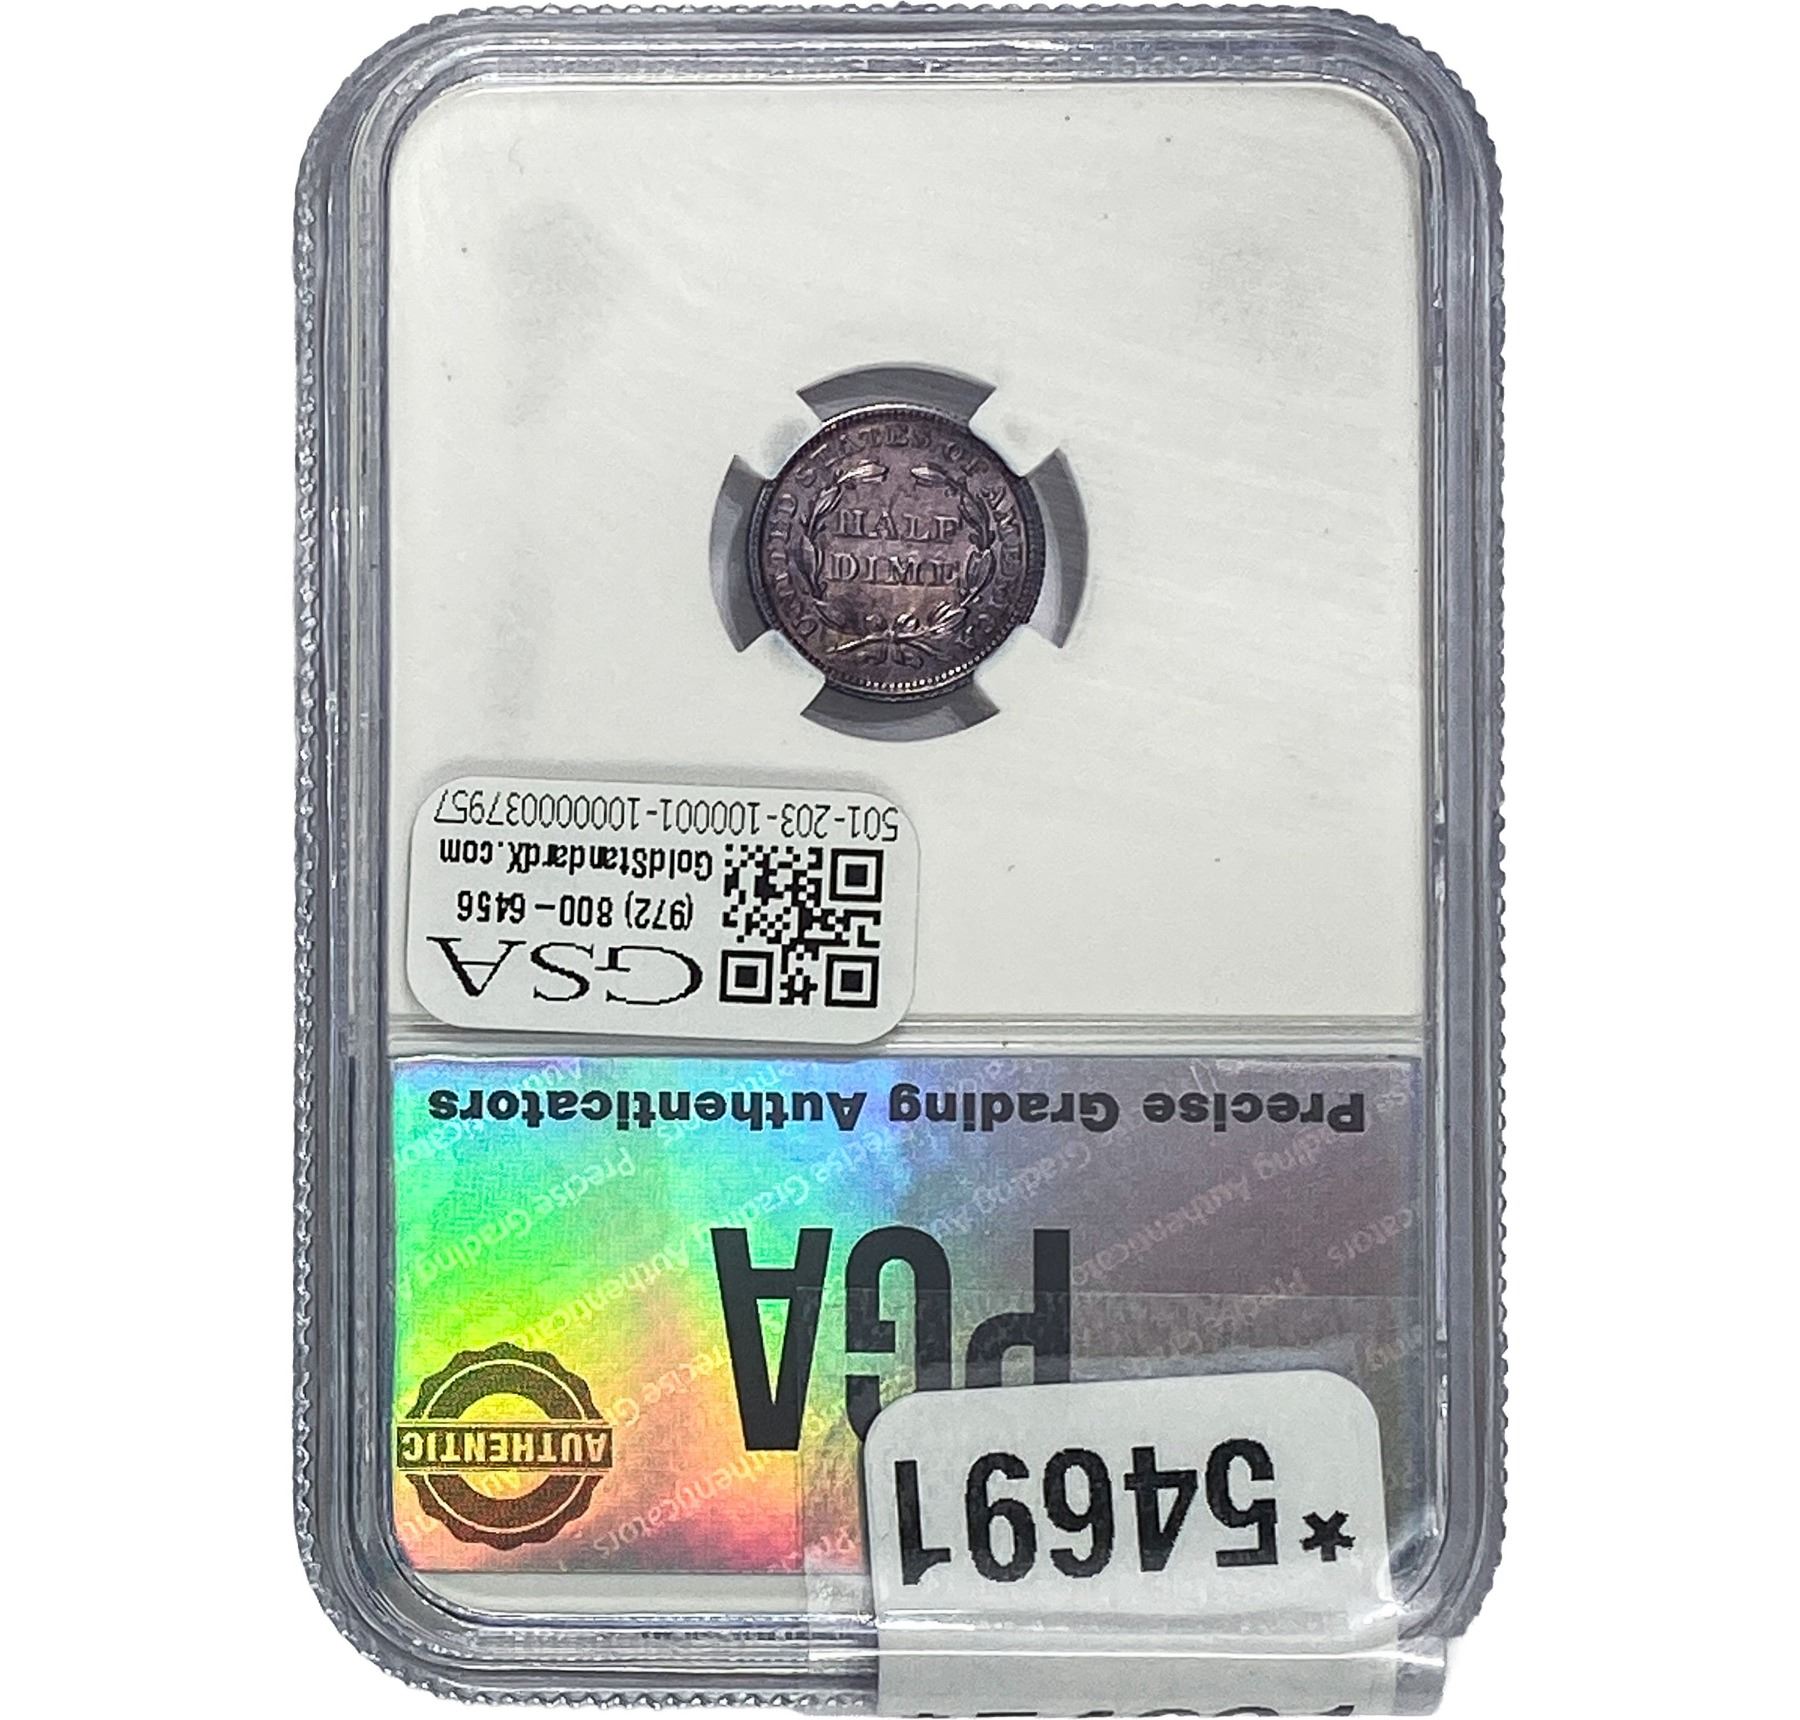 UNITED STATES OF AMERICA
HALF
DIME
GSA
(972) 800-6456
GoldStandardX.com
501-203-100001-1000037957
Precise Grading Authenticators
PGA
AUTHENTIC
*54691